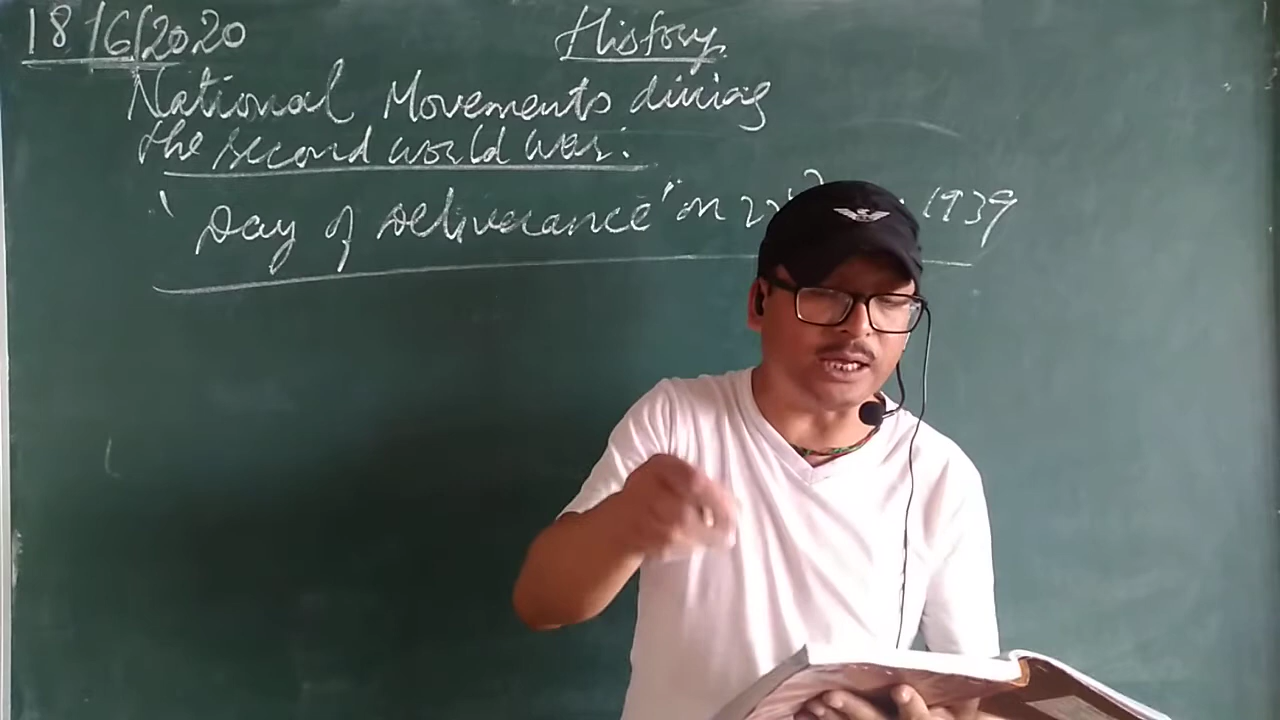 18/6/2020
History
National Movements during
the second world war:
"Day of Deliverance" on 22 1939